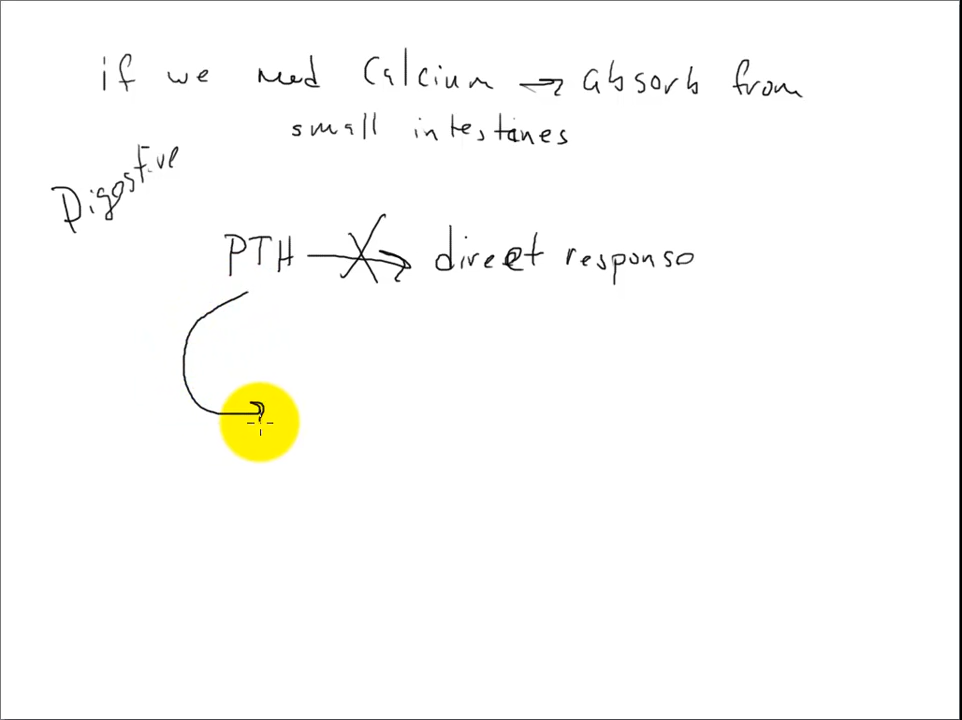 if we need Calcium → absorb from
small intestines
Digestive
PTH → direct response